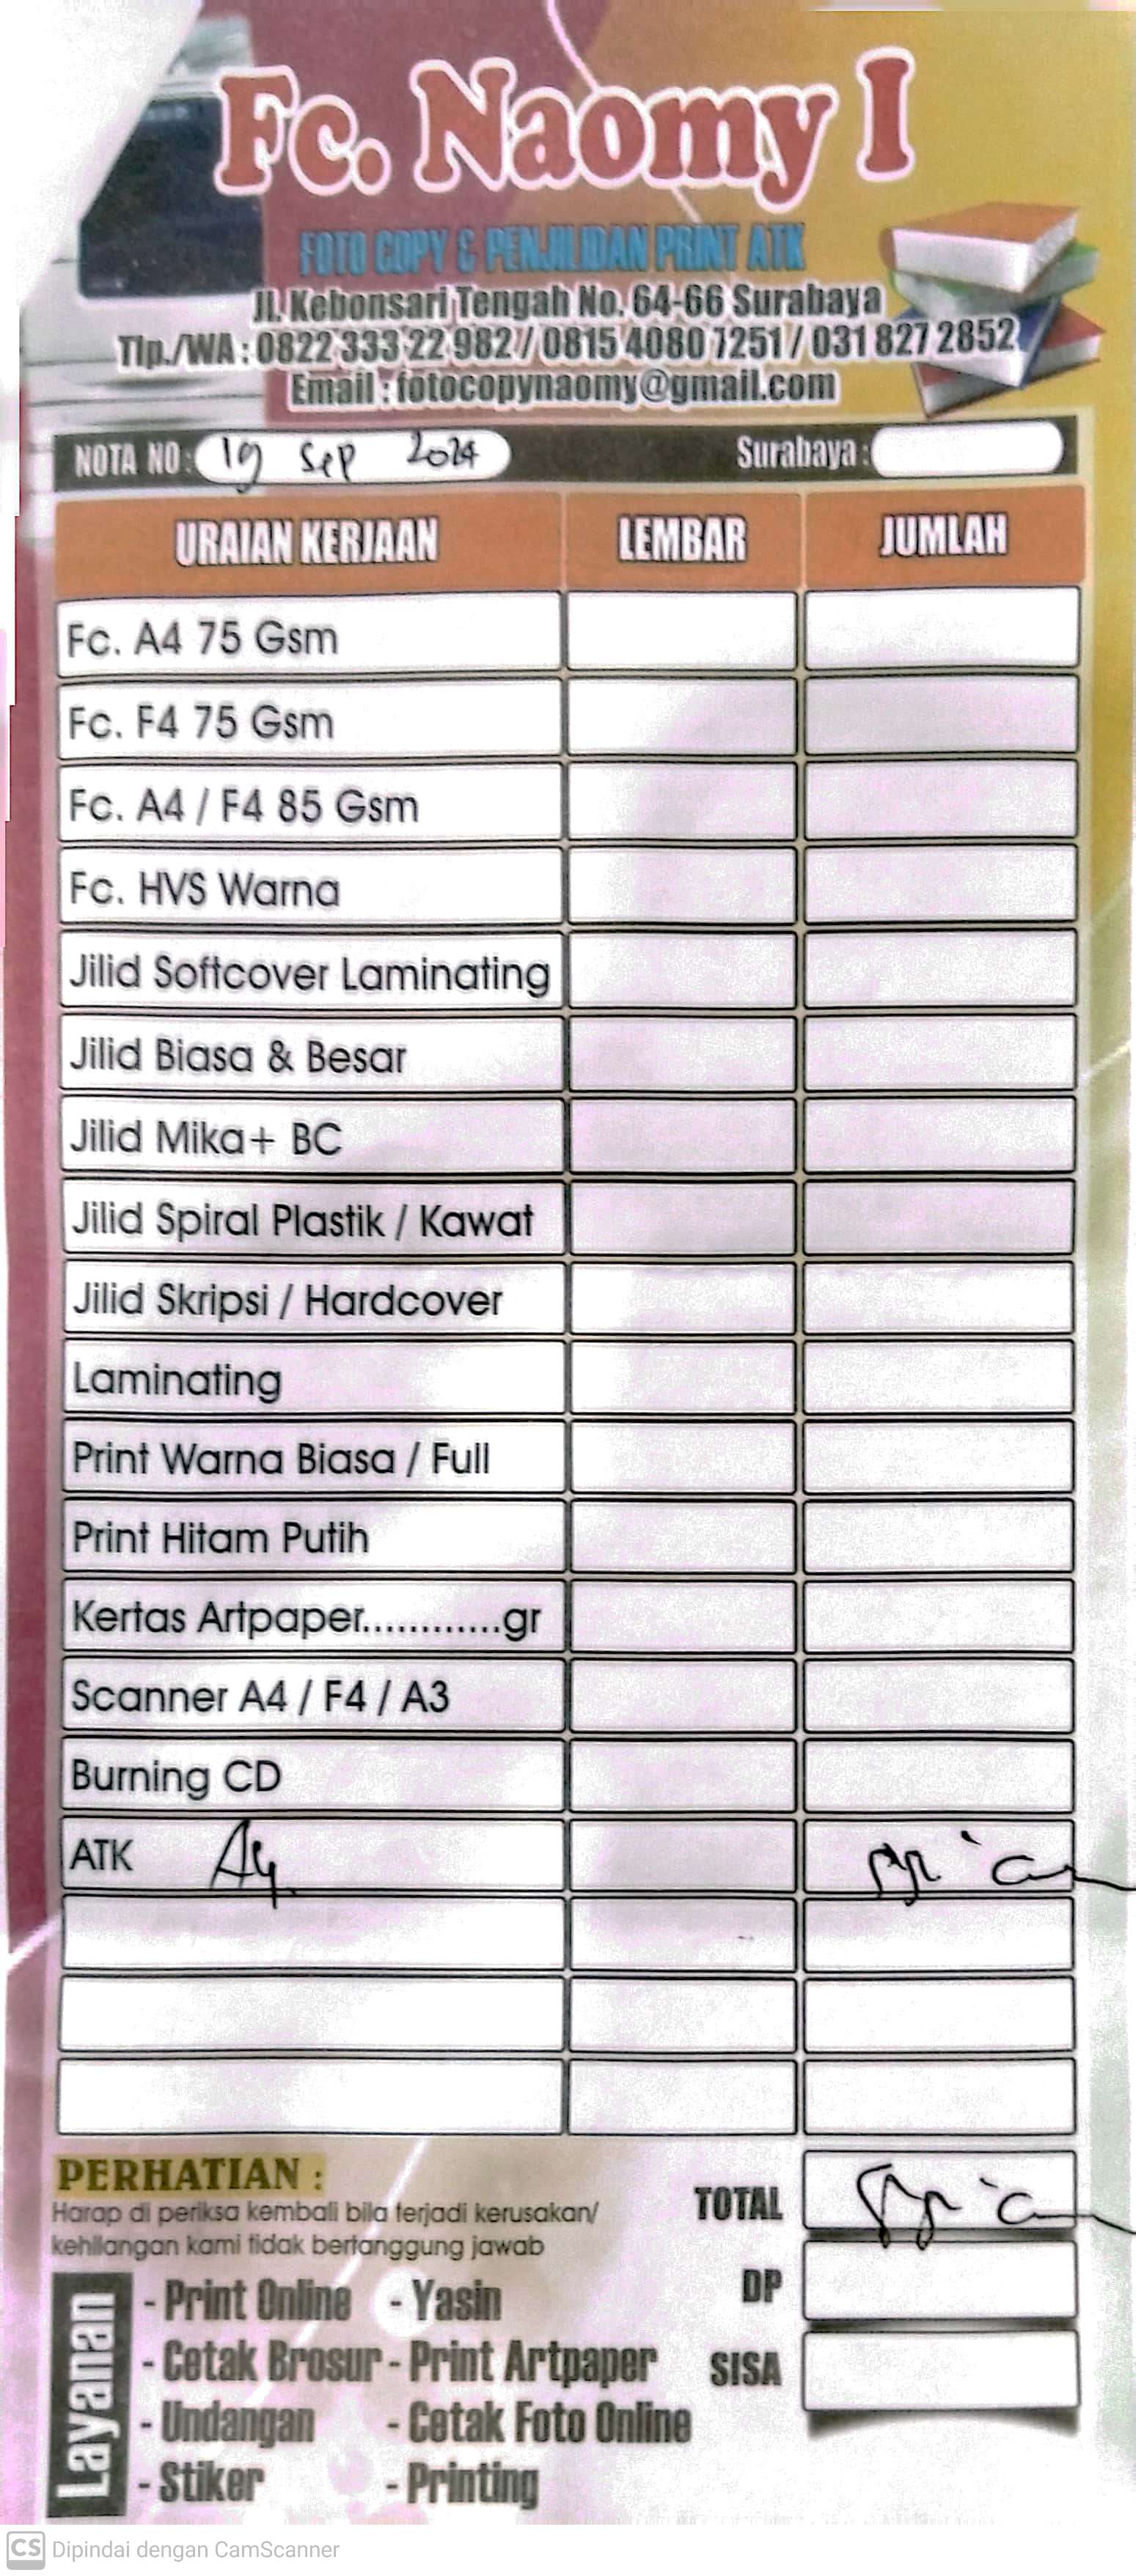 Fc. Naomy I
FOTO COPY & PENJILIDAN PRINT ATK
Jl. Kebonsari Tengah No. 64-66 Surabaya
Tlp./WA : 0822 333 22 982 / 0815 4080 7251 / 031 827 2852
Email : fotocopynaomy@gmail.com
NOTA NO : 19 Sep 2024 Surabaya :
URAIAN KERJAAN LEMBAR JUMLAH
Fc. A4 75 Gsm
Fc. F4 75 Gsm
Fc. A4 / F4 85 Gsm
Fc. HVS Warna
Jilid Softcover Laminating
Jilid Biasa & Besar
Jilid Mika+ BC
Jilid Spiral Plastik / Kawat
Jilid Skripsi / Hardcover
Laminating
Print Warna Biasa / Full
Print Hitam Putih
Kertas Artpaper.............gr
Scanner A4 / F4 / A3
Burning CD
ATK A4
PERHATIAN :
Harap di periksa kembali bila terjadi kerusakan/
kehilangan kami tidak bertanggung jawab
TOTAL
DP
SISA
Layanan
- Print Online - Yasin
- Cetak Brosur - Print Artpaper
- Undangan - Cetak Foto Online
- Stiker - Printing
CS Dipindai dengan CamScanner